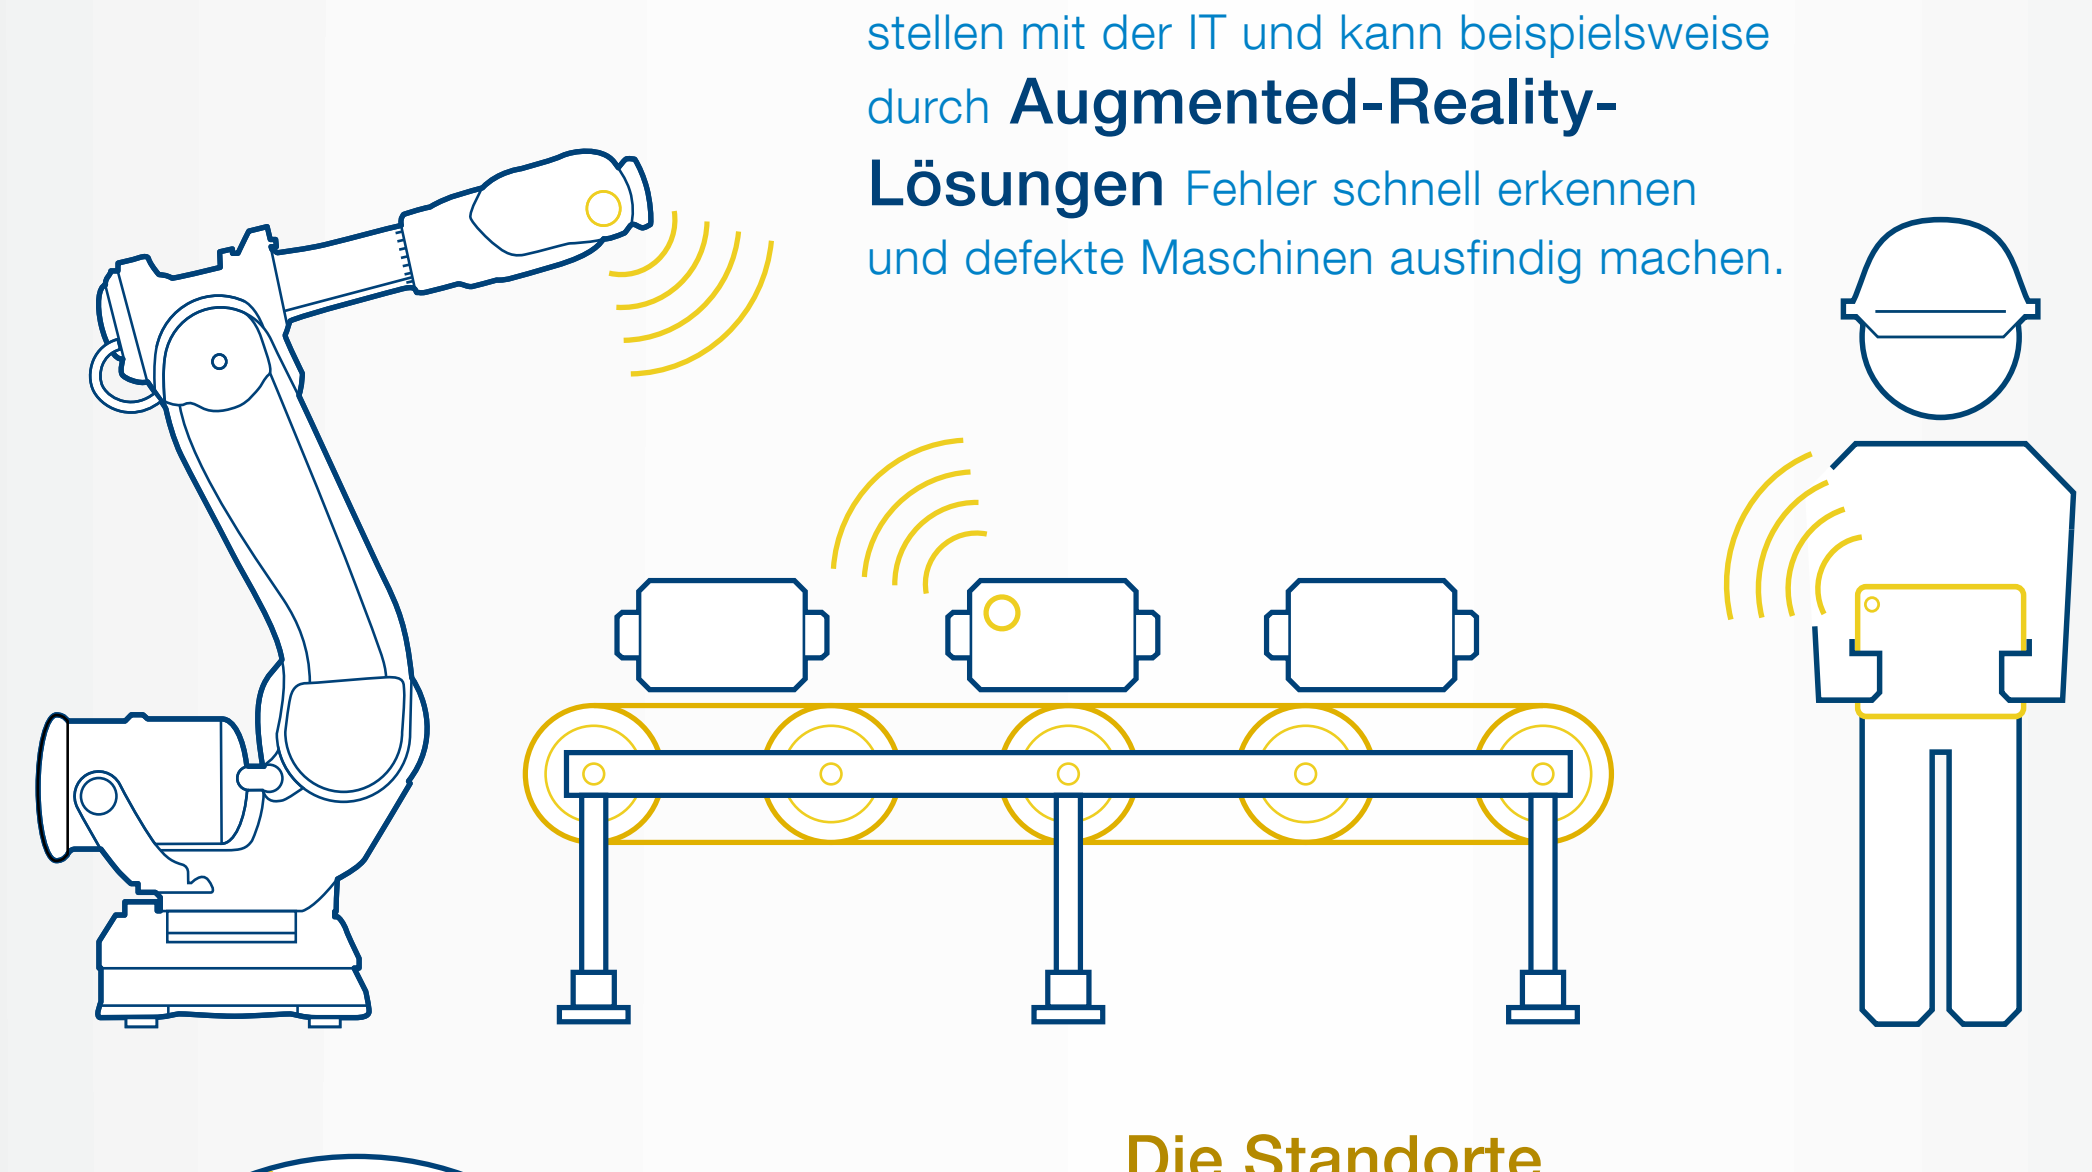 stellen mit der IT und kann beispielsweise
durch Augmented-Reality-
Lösungen Fehler schnell erkennen
und defekte Maschinen ausfindig machen.
Die Standorte